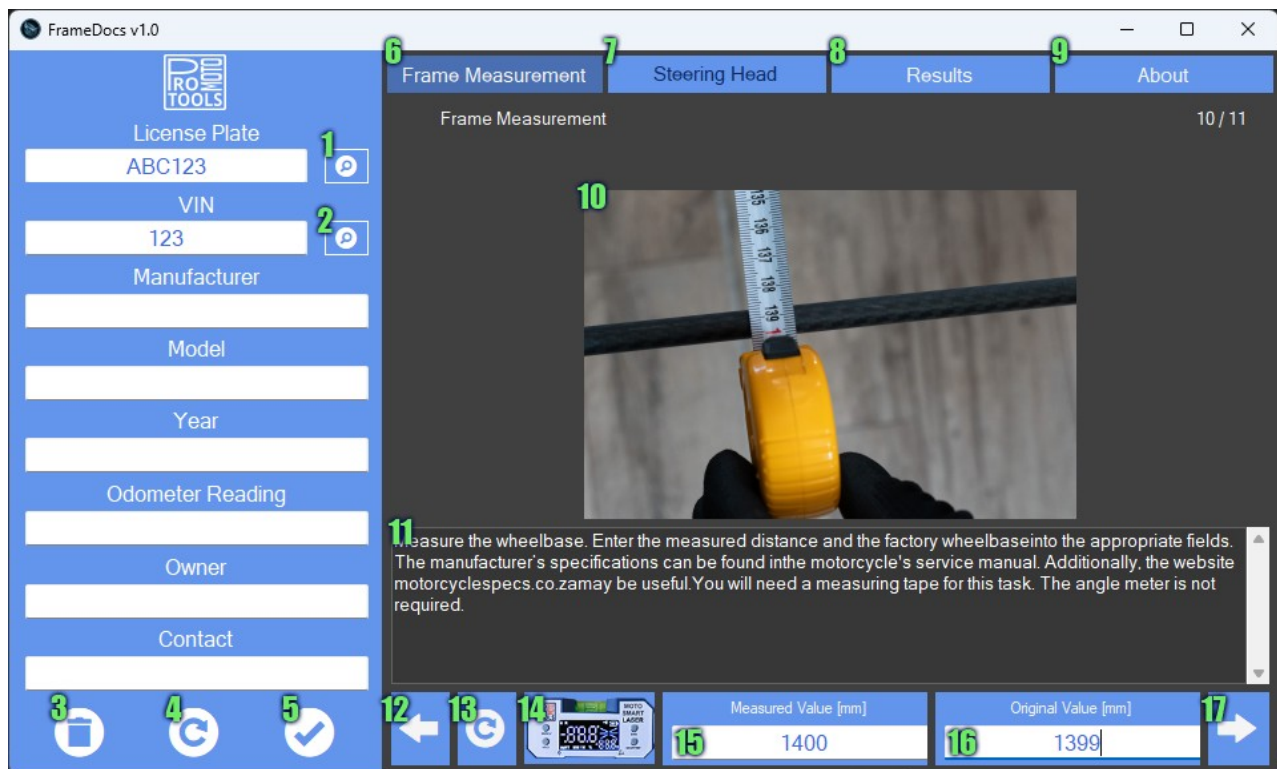 FrameDocs v1.0
PRO MOTO TOOLS
License Plate
1
ABC123
VIN
2
123
Manufacturer
Model
Year
Odometer Reading
Owner
Contact
3
4
5
6
Frame Measurement
7
Steering Head
8
Results
9
About
Frame Measurement
10 / 11
10
135
136
137
138
139
1
11
Measure the wheelbase. Enter the measured distance and the factory wheelbaseinto the appropriate fields.
The manufacturer's specifications can be found inthe motorcycle's service manual. Additionally, the website
motorcyclespecs.co.zamay be useful.You will need a measuring tape for this task. The angle meter is not
required.
12
13
14
MOTO
SMART
LASER
-88.8°
Measured Value [mm]
15
1400
Original Value [mm]
16
1399
17